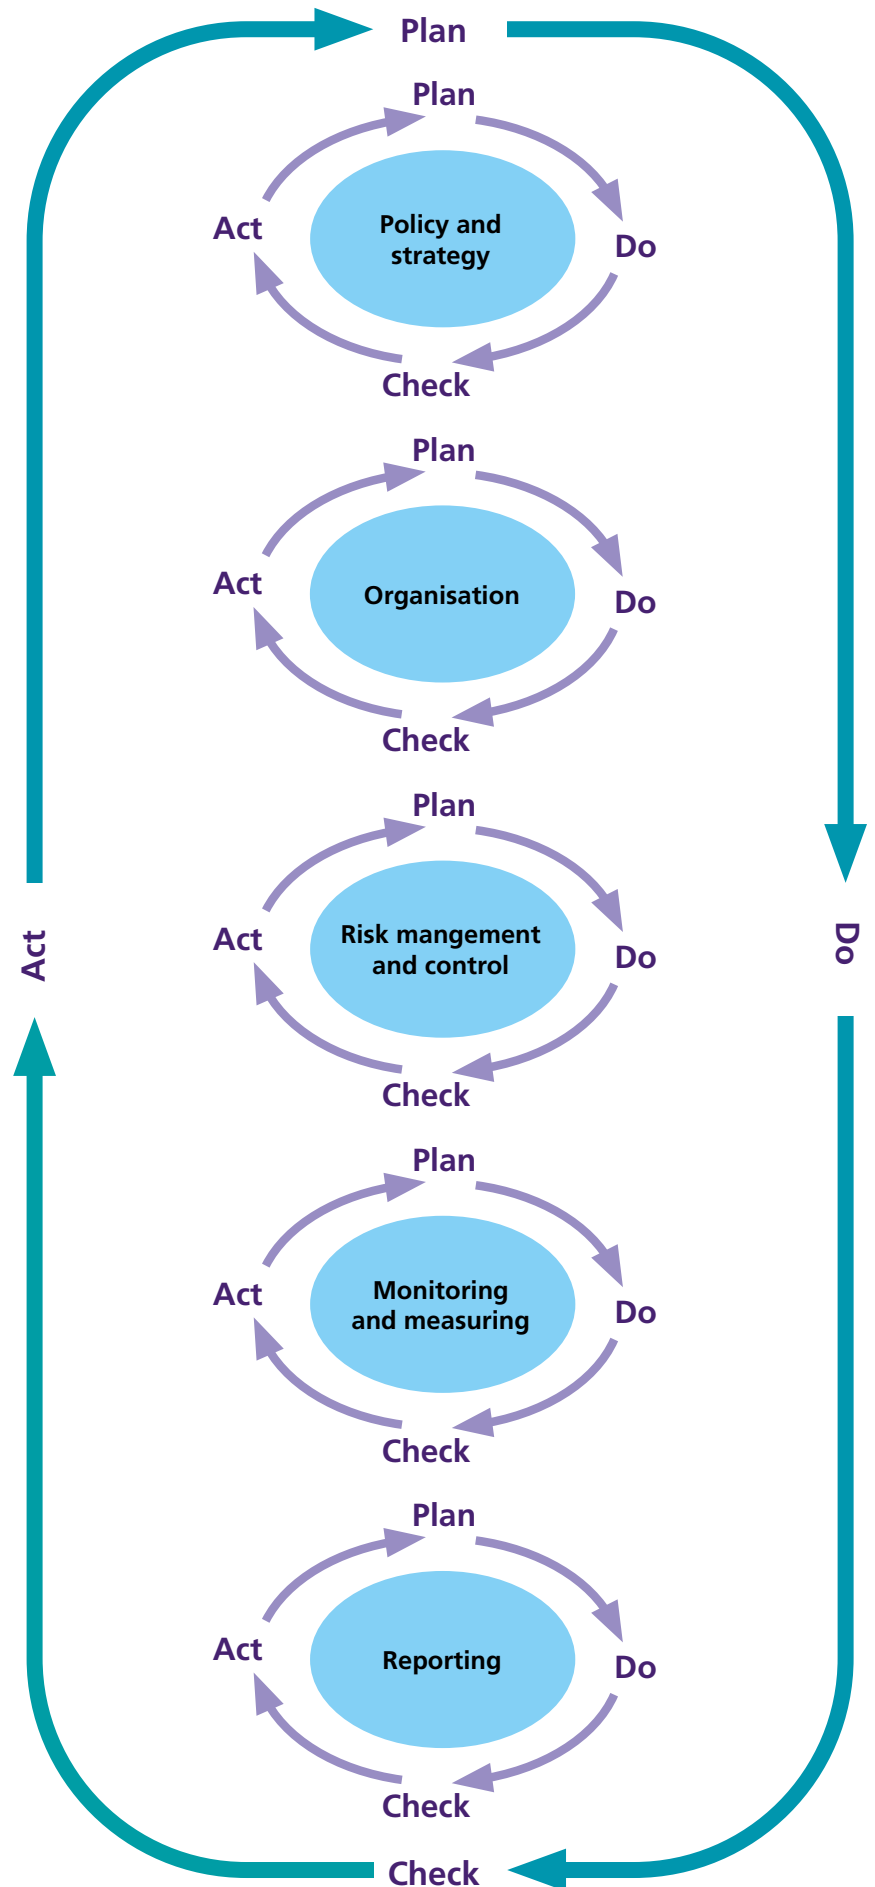 Plan
Plan
Act
Policy and
strategy
Do
Check
Plan
Act
Organisation
Do
Check
Plan
Act
Risk mangement
and control
Do
Check
Act
Do
Plan
Act
Monitoring
and measuring
Do
Check
Plan
Act
Reporting
Do
Check
Check